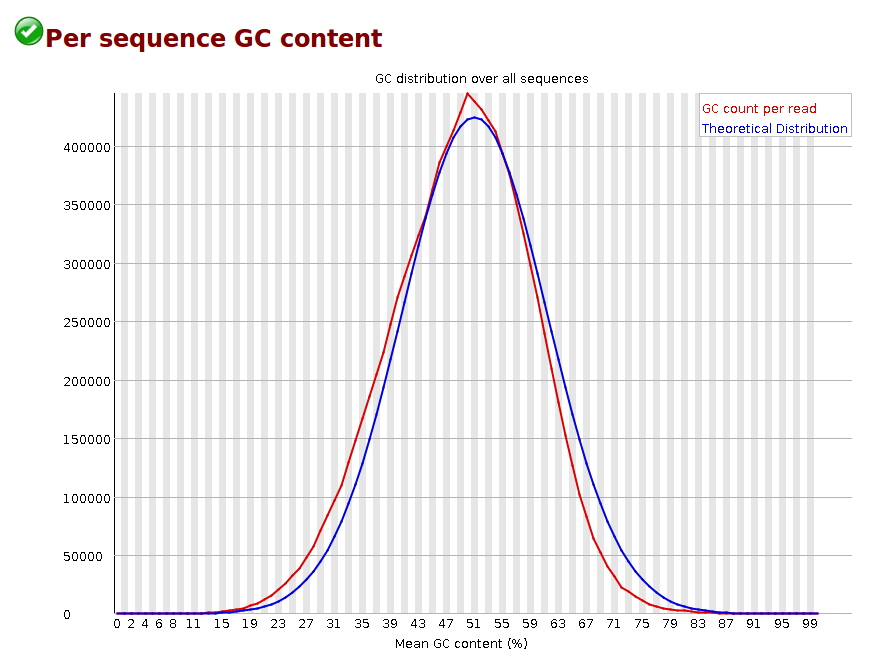 Per sequence GC content
GC distribution over all sequences
GC count per read
Theoretical Distribution
400000
350000
300000
250000
200000
150000
100000
50000
0
0 2 4 6 8 11 15 19 23 27 31 35 39 43 47 51 55 59 63 67 71 75 79 83 87 91 95 99
Mean GC content (%)